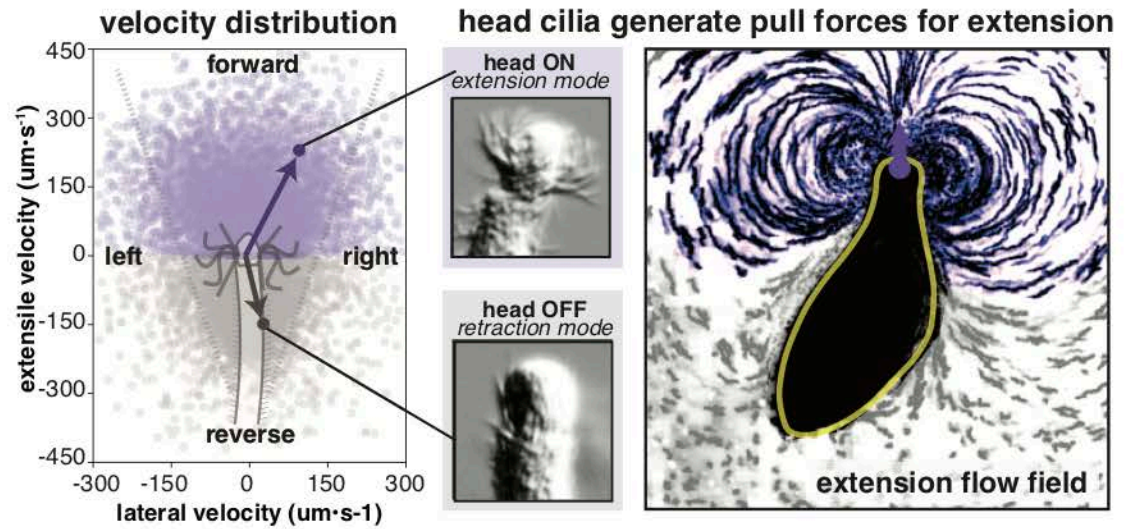 velocity distribution
head cilia generate pull forces for extension
450
300
150
0
-150
-300
-450
extensile velocity (um•s-1)
forward
left
right
reverse
-300
-150
0
150
300
lateral velocity (um•s-1)
head ON
extension mode
head OFF
retraction mode
extension flow field